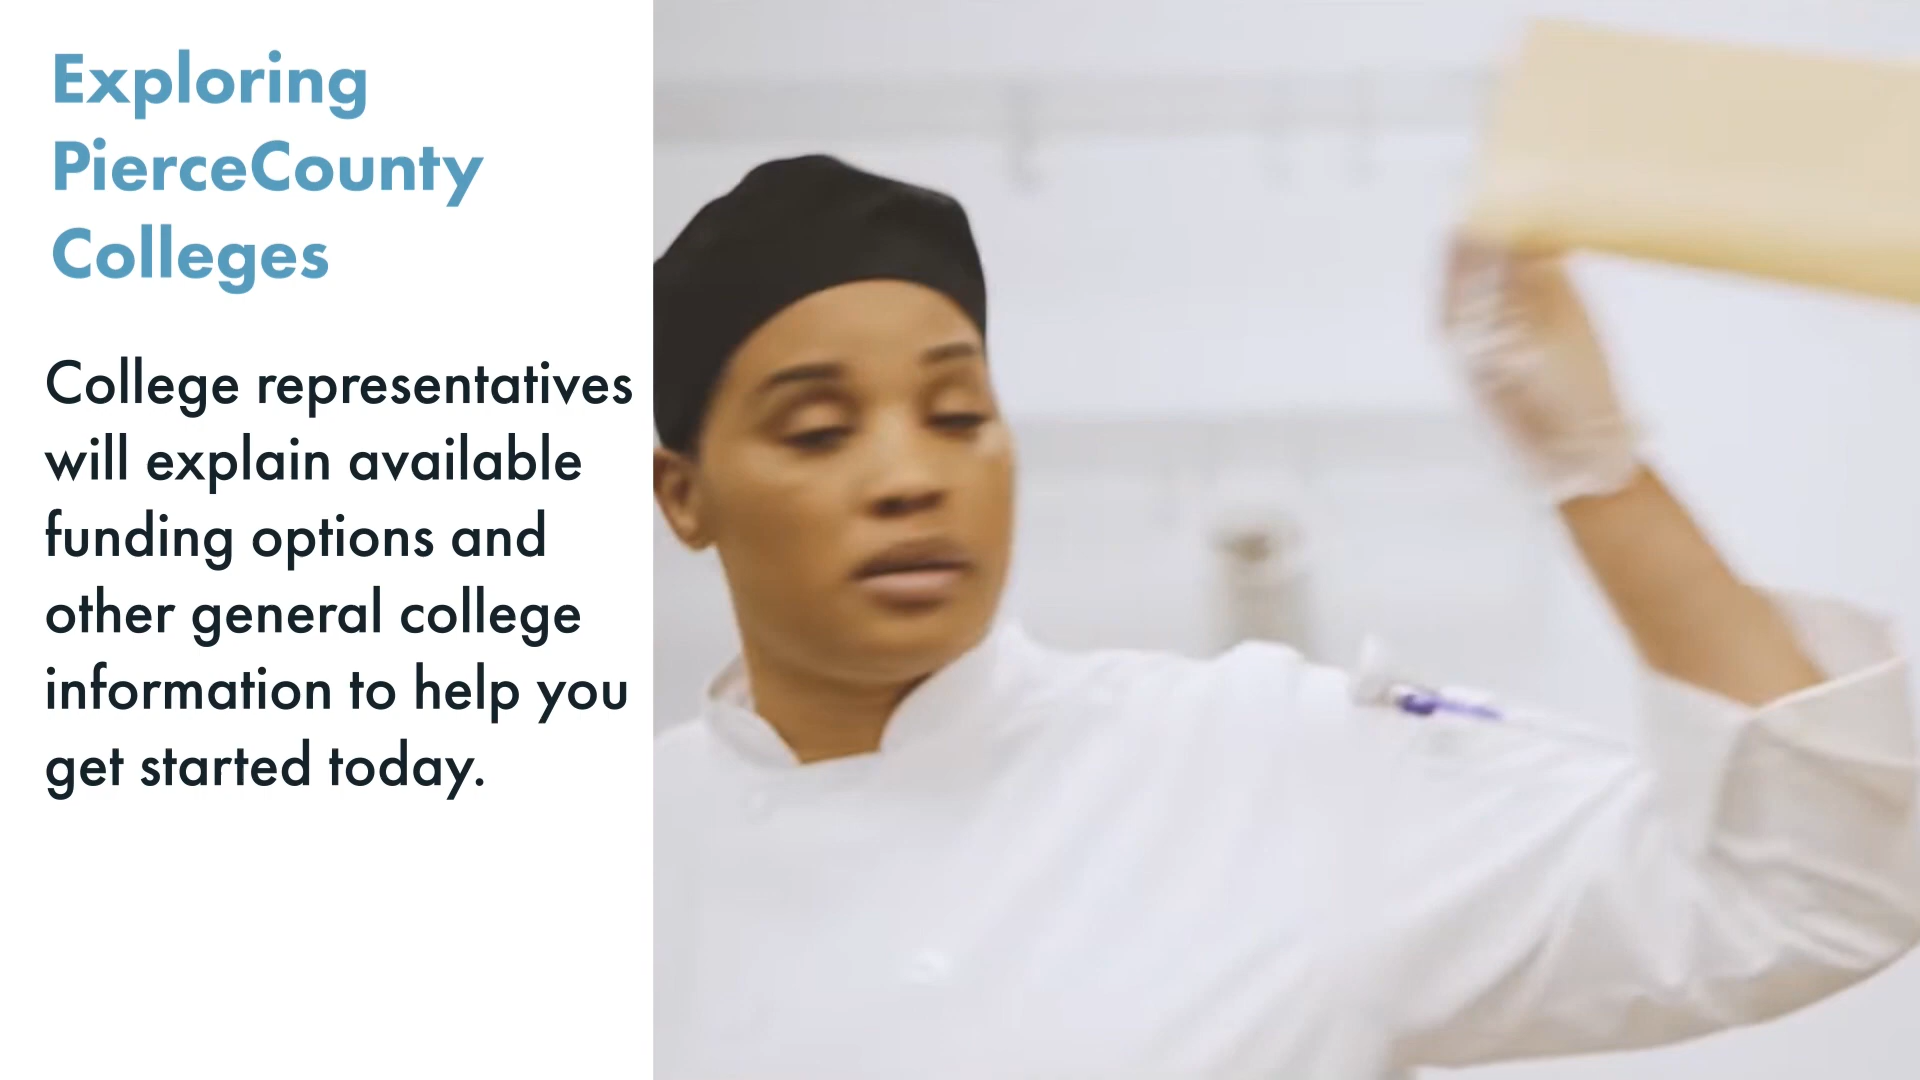 Exploring
PierceCounty
Colleges
College representatives
will explain available
funding options and
other general college
information to help you
get started today.